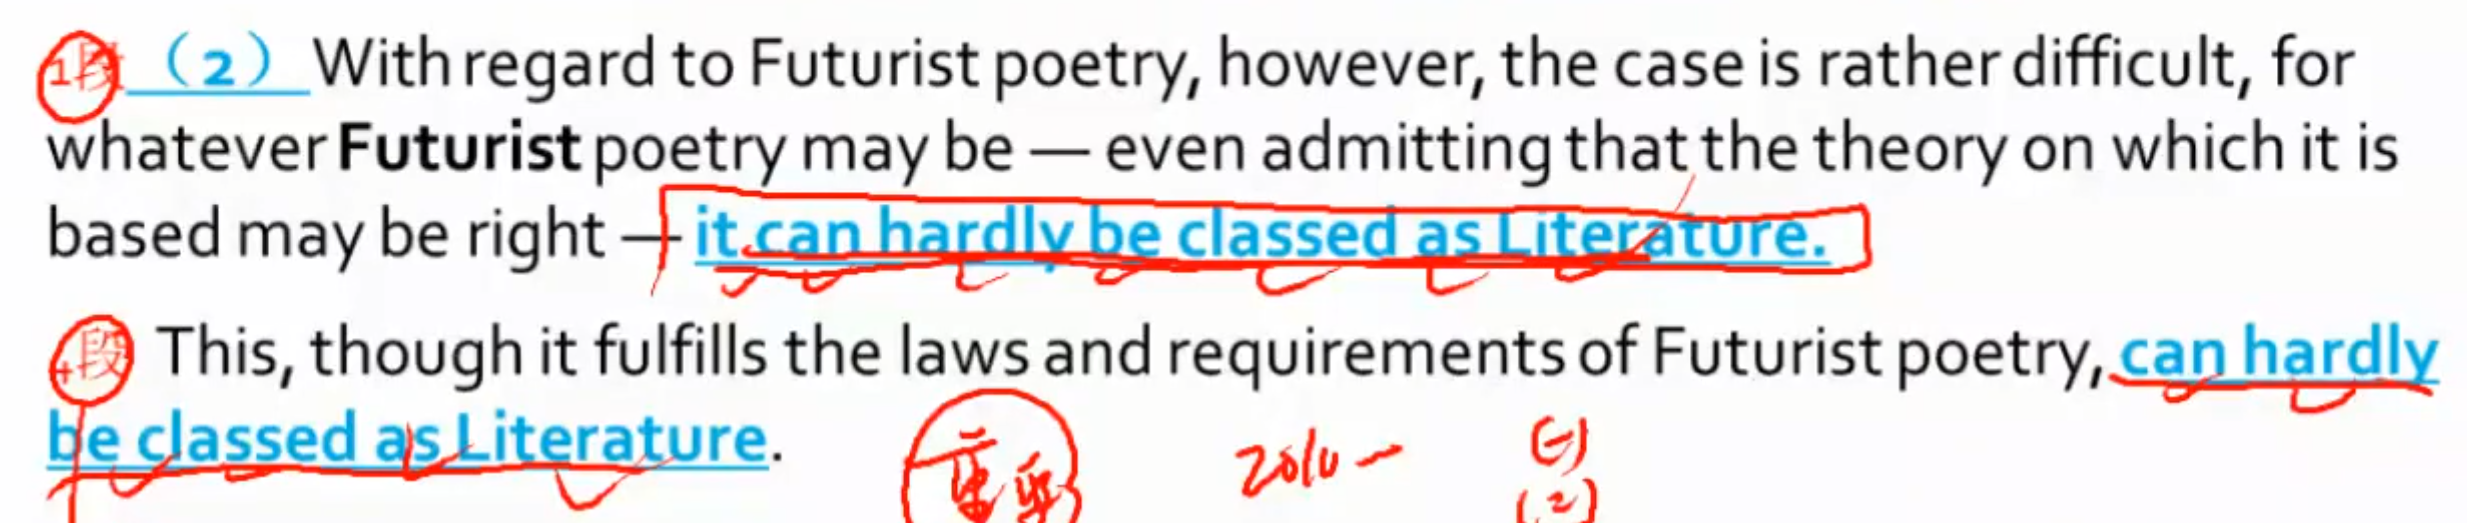 1段 （2） With regard to Futurist poetry, however, the case is rather difficult, for
whatever Futurist poetry may be — even admitting that the theory on which it is
based may be right — it can hardly be classed as Literature.
4段 This, though it fulfills the laws and requirements of Futurist poetry, can hardly
be classed as Literature.
2010 (2)